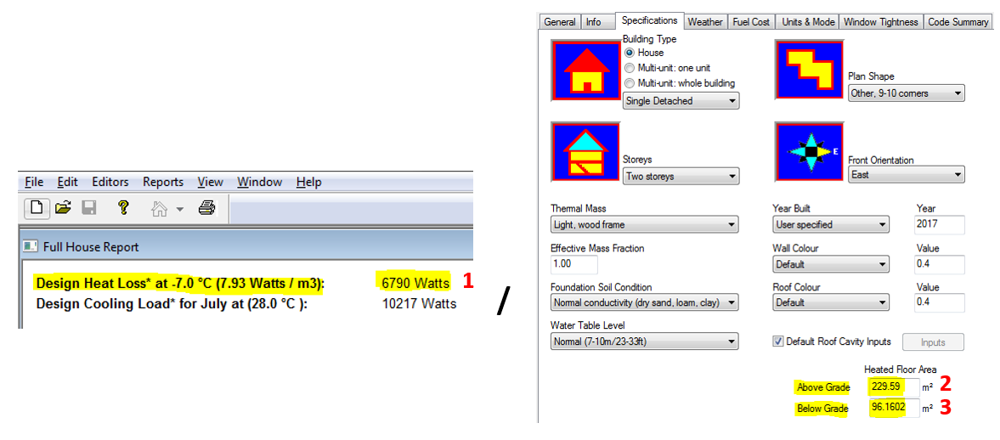 File Edit Editors Reports View Window Help
?
Full House Report
Design Heat Loss* at -7.0 °C (7.93 Watts / m3): 6790 Watts 1
Design Cooling Load* for July at (28.0 °C ): 10217 Watts
/
General Info Specifications Weather Fuel Cost Units & Mode Window Tightness Code Summary
Building Type
House
Multi-unit: one unit
Multi-unit: whole building
Single Detached
Plan Shape
Other, 9-10 corners
Storeys
Two storeys
E
Front Orientation
East
Thermal Mass
Light, wood frame
Year Built Year
User specified 2017
Effective Mass Fraction
1.00
Wall Colour Value
Default 0.4
Foundation Soil Condition
Normal conductivity (dry sand, loam, clay)
Roof Colour Value
Default 0.4
Water Table Level
Normal (7-10m/23-33ft)
Default Roof Cavity Inputs Inputs
Heated Floor Area
Above Grade 229.59 m² 2
Below Grade 96.1602 m² 3